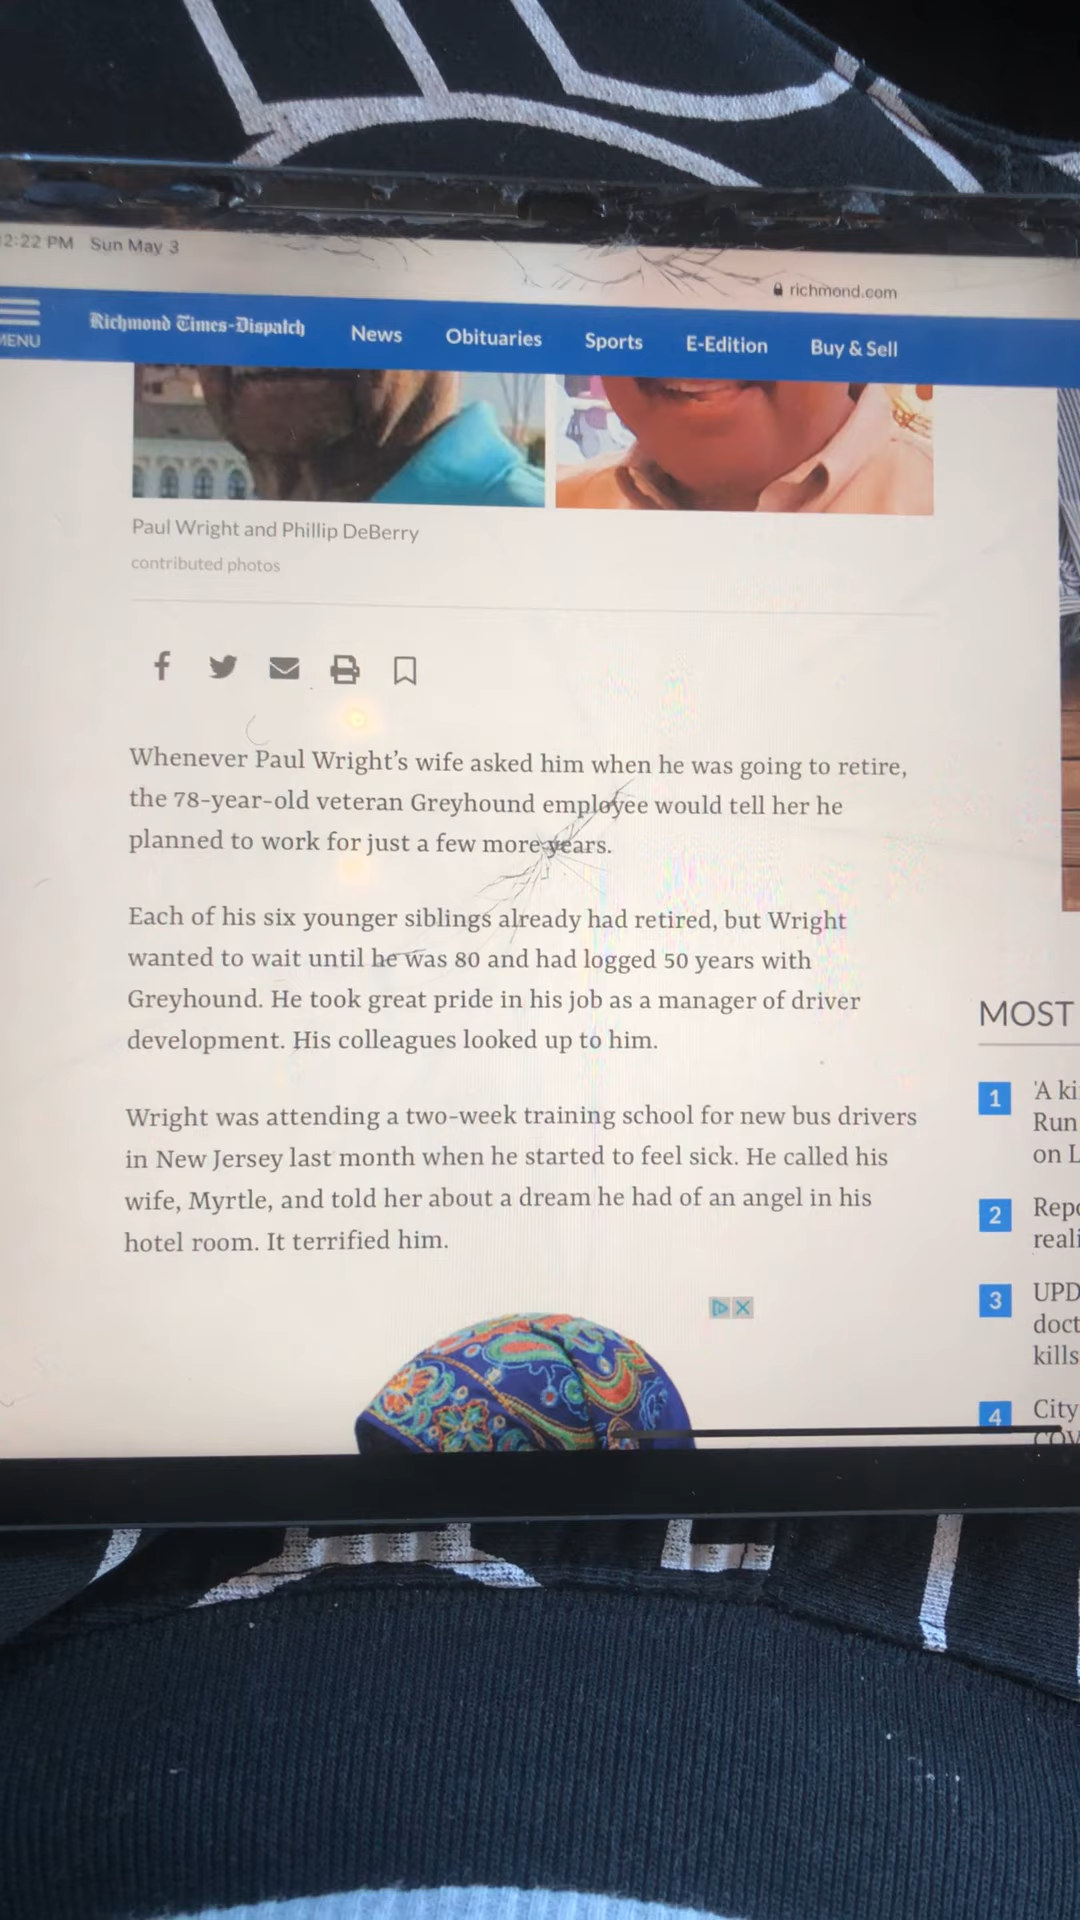 2:22 PM Sun May 3
richmond.com
MENU
Richmond Times-Dispatch News Obituaries Sports E-Edition Buy & Sell
Paul Wright and Phillip DeBerry
contributed photos
Whenever Paul Wright's wife asked him when he was going to retire,
the 78-year-old veteran Greyhound employee would tell her he
planned to work for just a few more years.
Each of his six younger siblings already had retired, but Wright
wanted to wait until he was 80 and had logged 50 years with
Greyhound. He took great pride in his job as a manager of driver
development. His colleagues looked up to him.
Wright was attending a two-week training school for new bus drivers
in New Jersey last month when he started to feel sick. He called his
wife, Myrtle, and told her about a dream he had of an angel in his
hotel room. It terrified him.
MOST
1 'A ki
Run
on L
2 Repo
reali
3 UPD
doct
kills
4 City
COV